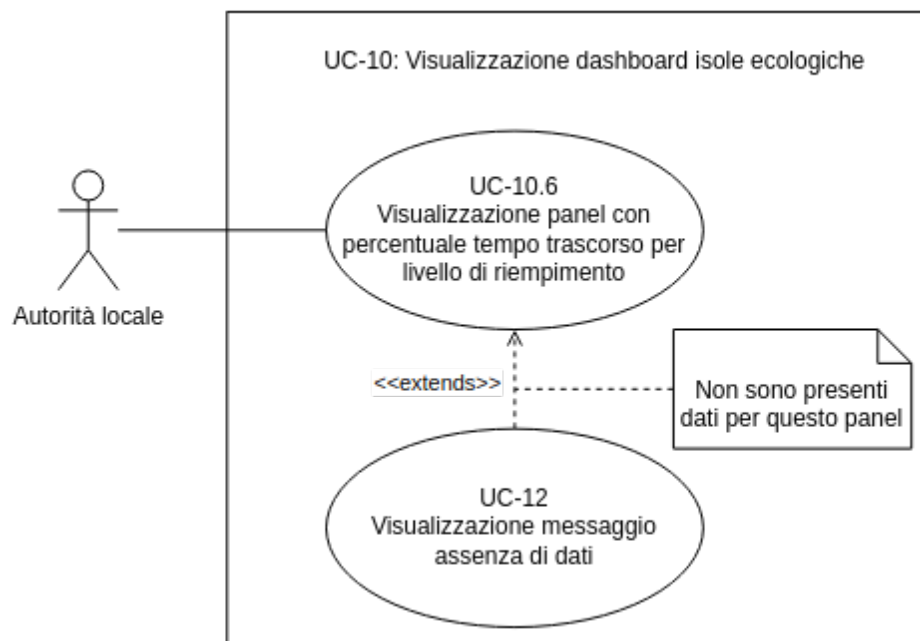 UC-10: Visualizzazione dashboard isole ecologiche
UC-10.6
Visualizzazione panel con
percentuale tempo trascorso per
livello di riempimento
Autorità locale
<<extends>>
Non sono presenti
dati per questo panel
UC-12
Visualizzazione messaggio
assenza di dati